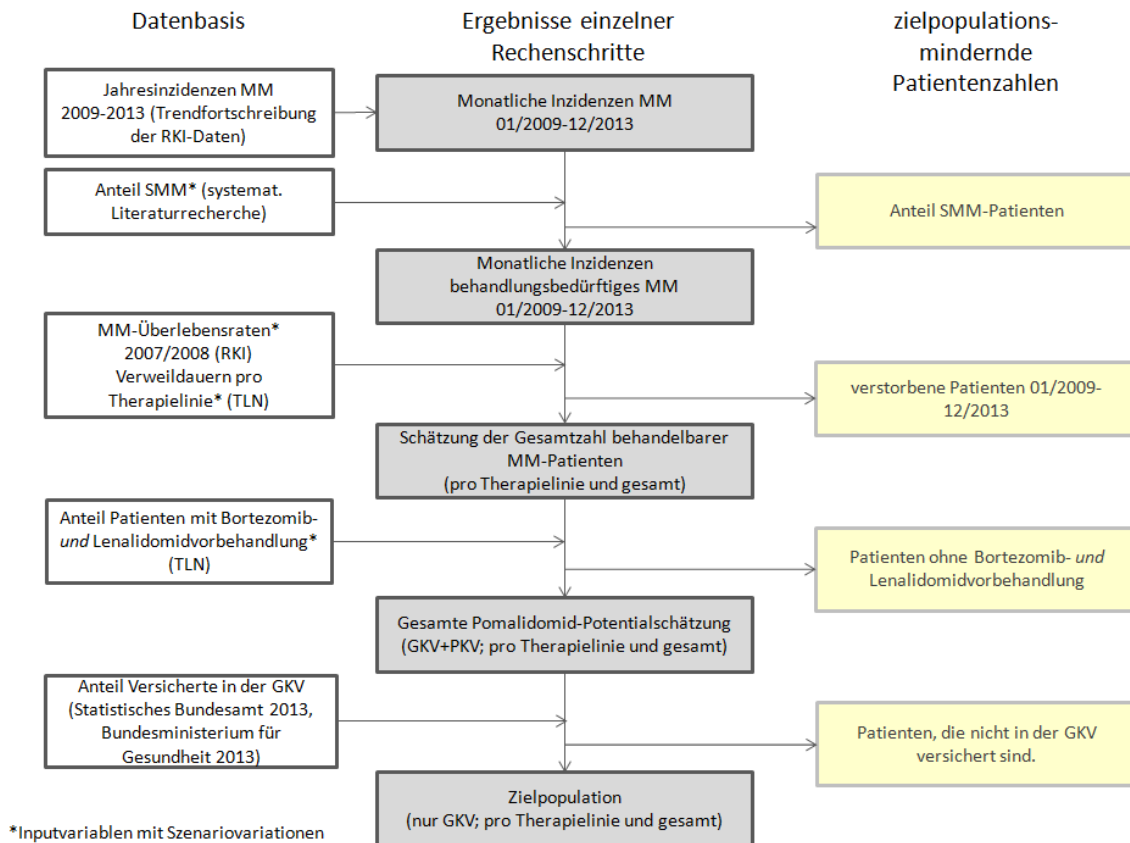 Datenbasis
Ergebnisse einzelner
Rechenschritte
zielpopulations-
mindernde
Patientenzahlen
Jahresinzidenzen MM
2009-2013 (Trendfortschreibung
der RKI-Daten)
Monatliche Inzidenzen MM
01/2009-12/2013
Anteil SMM* (systemat.
Literaturrecherche)
Anteil SMM-Patienten
Monatliche Inzidenzen
behandlungsbedürftiges MM
01/2009-12/2013
MM-Überlebensraten*
2007/2008 (RKI)
Verweildauern pro
Therapielinie* (TLN)
verstorbene Patienten 01/2009-
12/2013
Schätzung der Gesamtzahl behandelbarer
MM-Patienten
(pro Therapielinie und gesamt)
Anteil Patienten mit Bortezomib-
und Lenalidomidvorbehandlung*
(TLN)
Patienten ohne Bortezomib- und
Lenalidomidvorbehandlung
Gesamte Pomalidomid-Potentialschätzung
(GKV+PKV; pro Therapielinie und gesamt)
Anteil Versicherte in der GKV
(Statistisches Bundesamt 2013,
Bundesministerium für
Gesundheit 2013)
Patienten, die nicht in der GKV
versichert sind.
Zielpopulation
(nur GKV; pro Therapielinie und gesamt)
*Inputvariablen mit Szenariovariationen